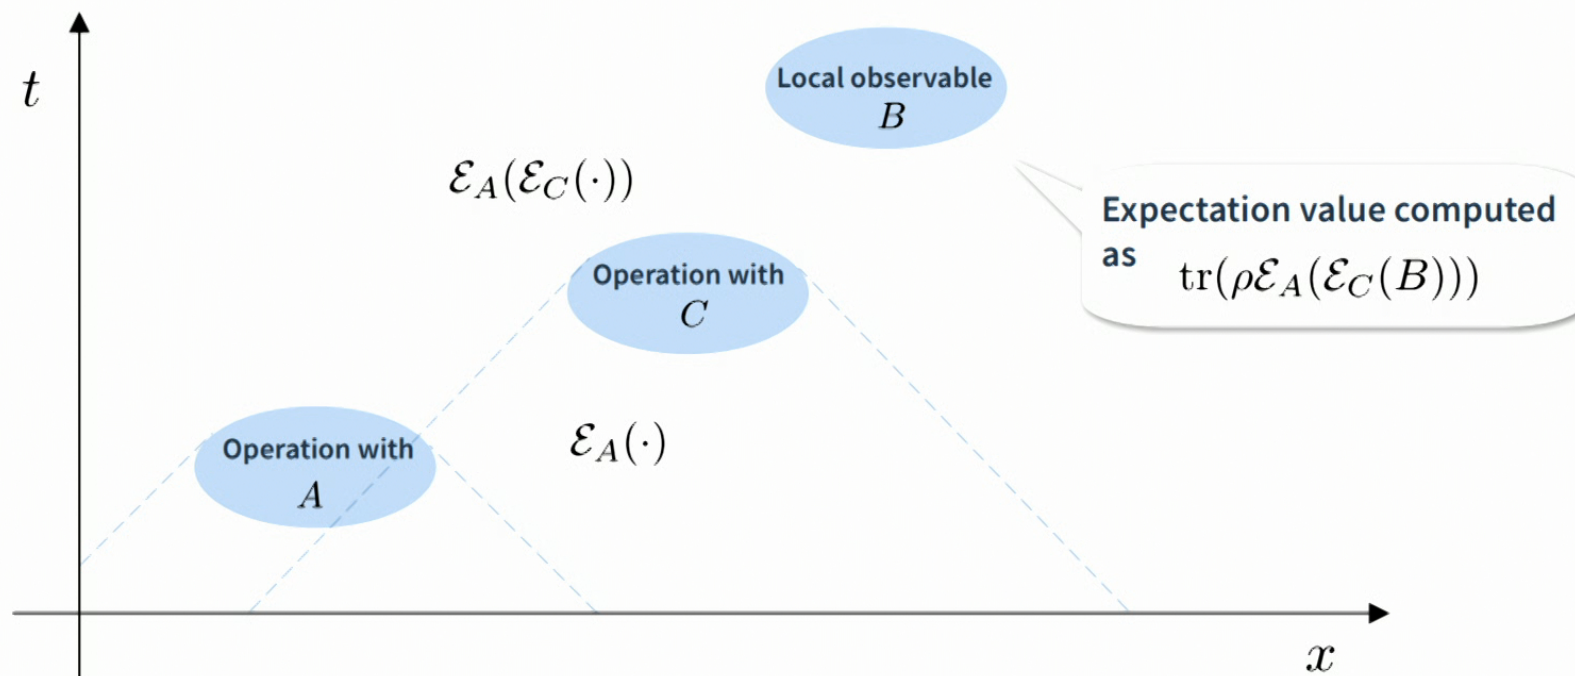 t
Local observable
B
ℰ_A(ℰ_C(·))
Expectation value computed
as tr(ρℰ_A(ℰ_C(B)))
Operation with
C
Operation with
A
ℰ_A(·)
x